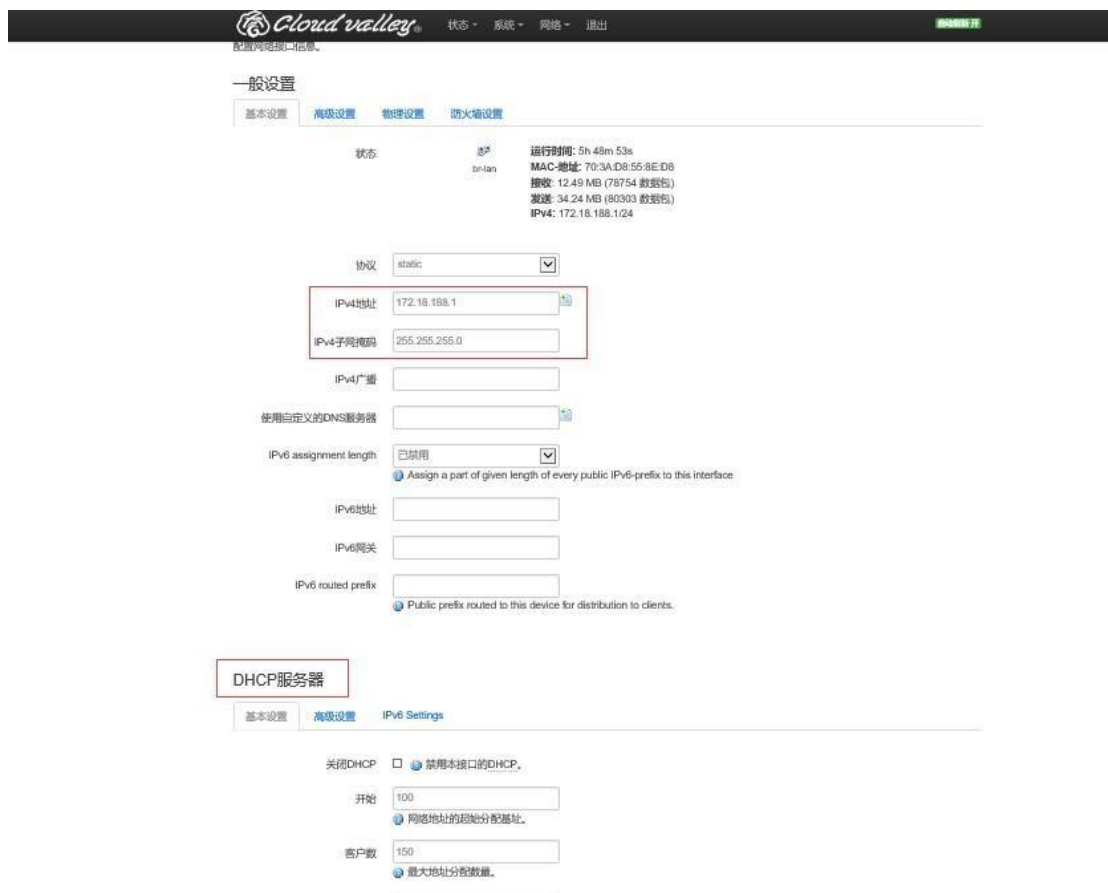 Cloud valley® 状态 系统 网络 退出 自动刷新 开
配置网络接口信息。
一般设置
基本设置 高级设置 物理设置 防火墙设置
状态
br-lan
运行时间: 5h 48m 53s
MAC-地址: 70:3A:D8:55:8E:D8
接收: 12.49 MB (78754 数据包)
发送: 34.24 MB (80303 数据包)
IPv4: 172.18.188.1/24
协议 static
IPv4地址 172.18.188.1
IPv4子网掩码 255.255.255.0
IPv4广播
使用自定义的DNS服务器
IPv6 assignment length 已禁用
Assign a part of given length of every public IPv6-prefix to this interface
IPv6地址
IPv6网关
IPv6 routed prefix
Public prefix routed to this device for distribution to clients.
DHCP服务器
基本设置 高级设置 IPv6 Settings
关闭DHCP 禁用本接口的DHCP。
开始 100
网络地址的起始分配基址。
客户数 150
最大地址分配数量。